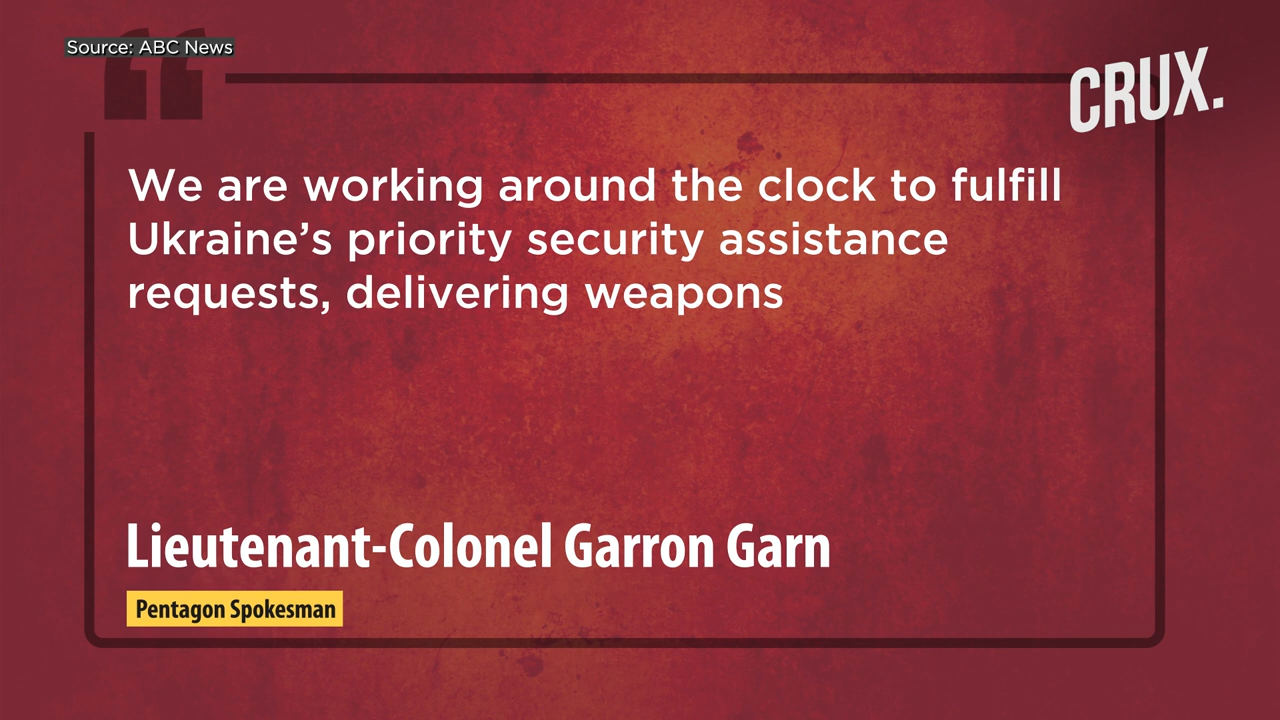 Source: ABC News
CRUX.
We are working around the clock to fulfill
Ukraine’s priority security assistance
requests, delivering weapons
Lieutenant-Colonel Garron Garn
Pentagon Spokesman